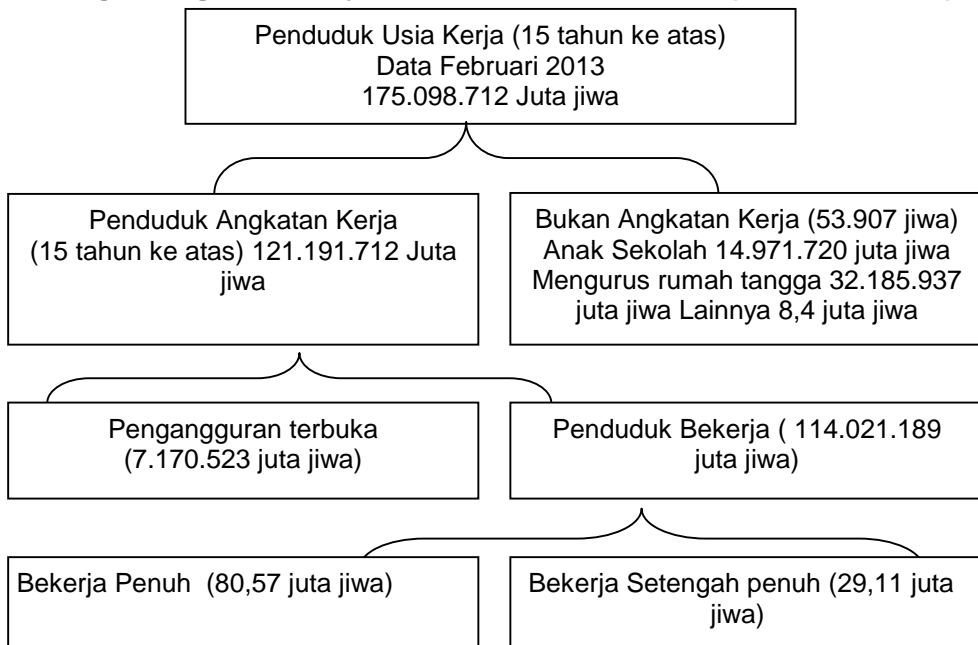 Penduduk Usia Kerja (15 tahun ke atas)
Data Februari 2013
175.098.712 Juta jiwa
Penduduk Angkatan Kerja
(15 tahun ke atas) 121.191.712 Juta
jiwa
Bukan Angkatan Kerja (53.907 jiwa)
Anak Sekolah 14.971.720 juta jiwa
Mengurus rumah tangga 32.185.937
juta jiwa Lainnya 8,4 juta jiwa
Pengangguran terbuka
(7.170.523 juta jiwa)
Penduduk Bekerja ( 114.021.189
juta jiwa)
Bekerja Penuh (80,57 juta jiwa)
Bekerja Setengah penuh (29,11 juta
jiwa)